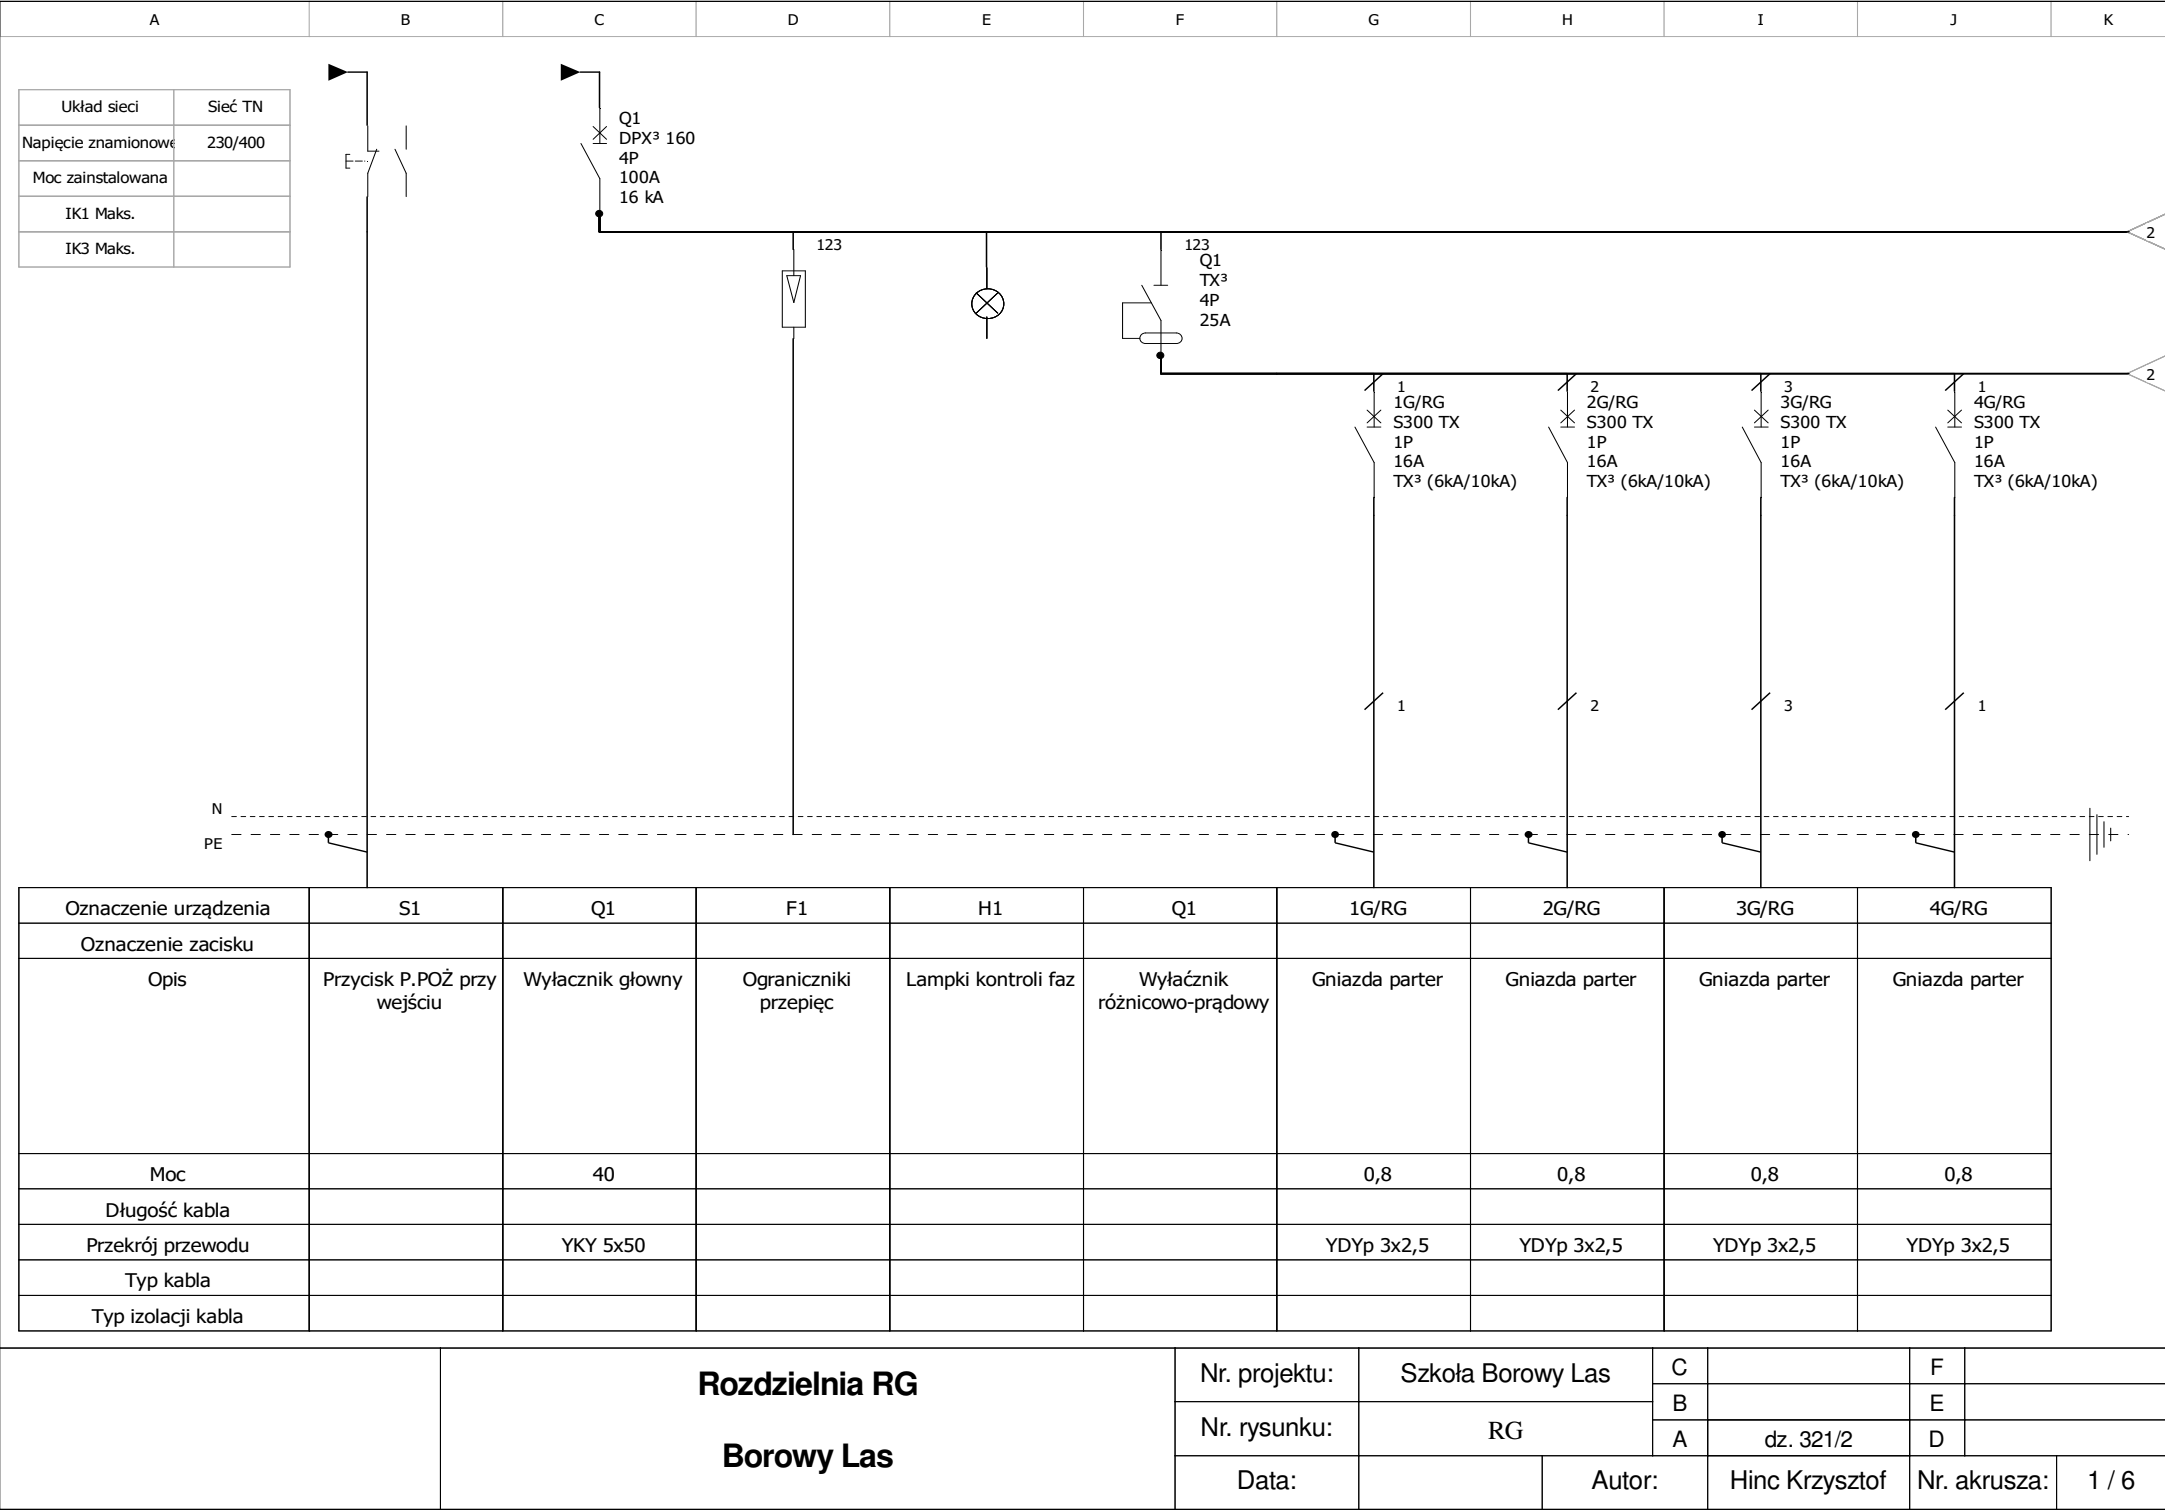 A B C D E F G H I J K
Układ sieci Sieć TN
Napięcie znamionowe 230/400
Moc zainstalowana
IK1 Maks.
IK3 Maks.
Q1
DPX³ 160
4P
100A
16 kA
2
123
123
Q1
TX³
4P
25A
2
1
1G/RG
S300 TX
1P
16A
TX³ (6kA/10kA)
2
2G/RG
S300 TX
1P
16A
TX³ (6kA/10kA)
3
3G/RG
S300 TX
1P
16A
TX³ (6kA/10kA)
1
4G/RG
S300 TX
1P
16A
TX³ (6kA/10kA)
1 2 3 1
N
PE
Oznaczenie urządzenia S1 Q1 F1 H1 Q1 1G/RG 2G/RG 3G/RG 4G/RG
Oznaczenie zacisku
Opis
Przycisk P.POŻ przy
wejściu
Wyłacznik głowny
Ograniczniki
przepięc
Lampki kontroli faz
Wyłaćznik
różnicowo-prądowy
Gniazda parter
Gniazda parter
Gniazda parter
Gniazda parter
Moc 40 0,8 0,8 0,8 0,8
Długość kabla
Przekrój przewodu YKY 5x50 YDYp 3x2,5 YDYp 3x2,5 YDYp 3x2,5 YDYp 3x2,5
Typ kabla
Typ izolacji kabla
Rozdzielnia RG
Borowy Las
Nr. projektu: Szkoła Borowy Las
Nr. rysunku: RG
C F
B E
A dz. 321/2 D
Data: Autor: Hinc Krzysztof Nr. akrusza: 1 / 6